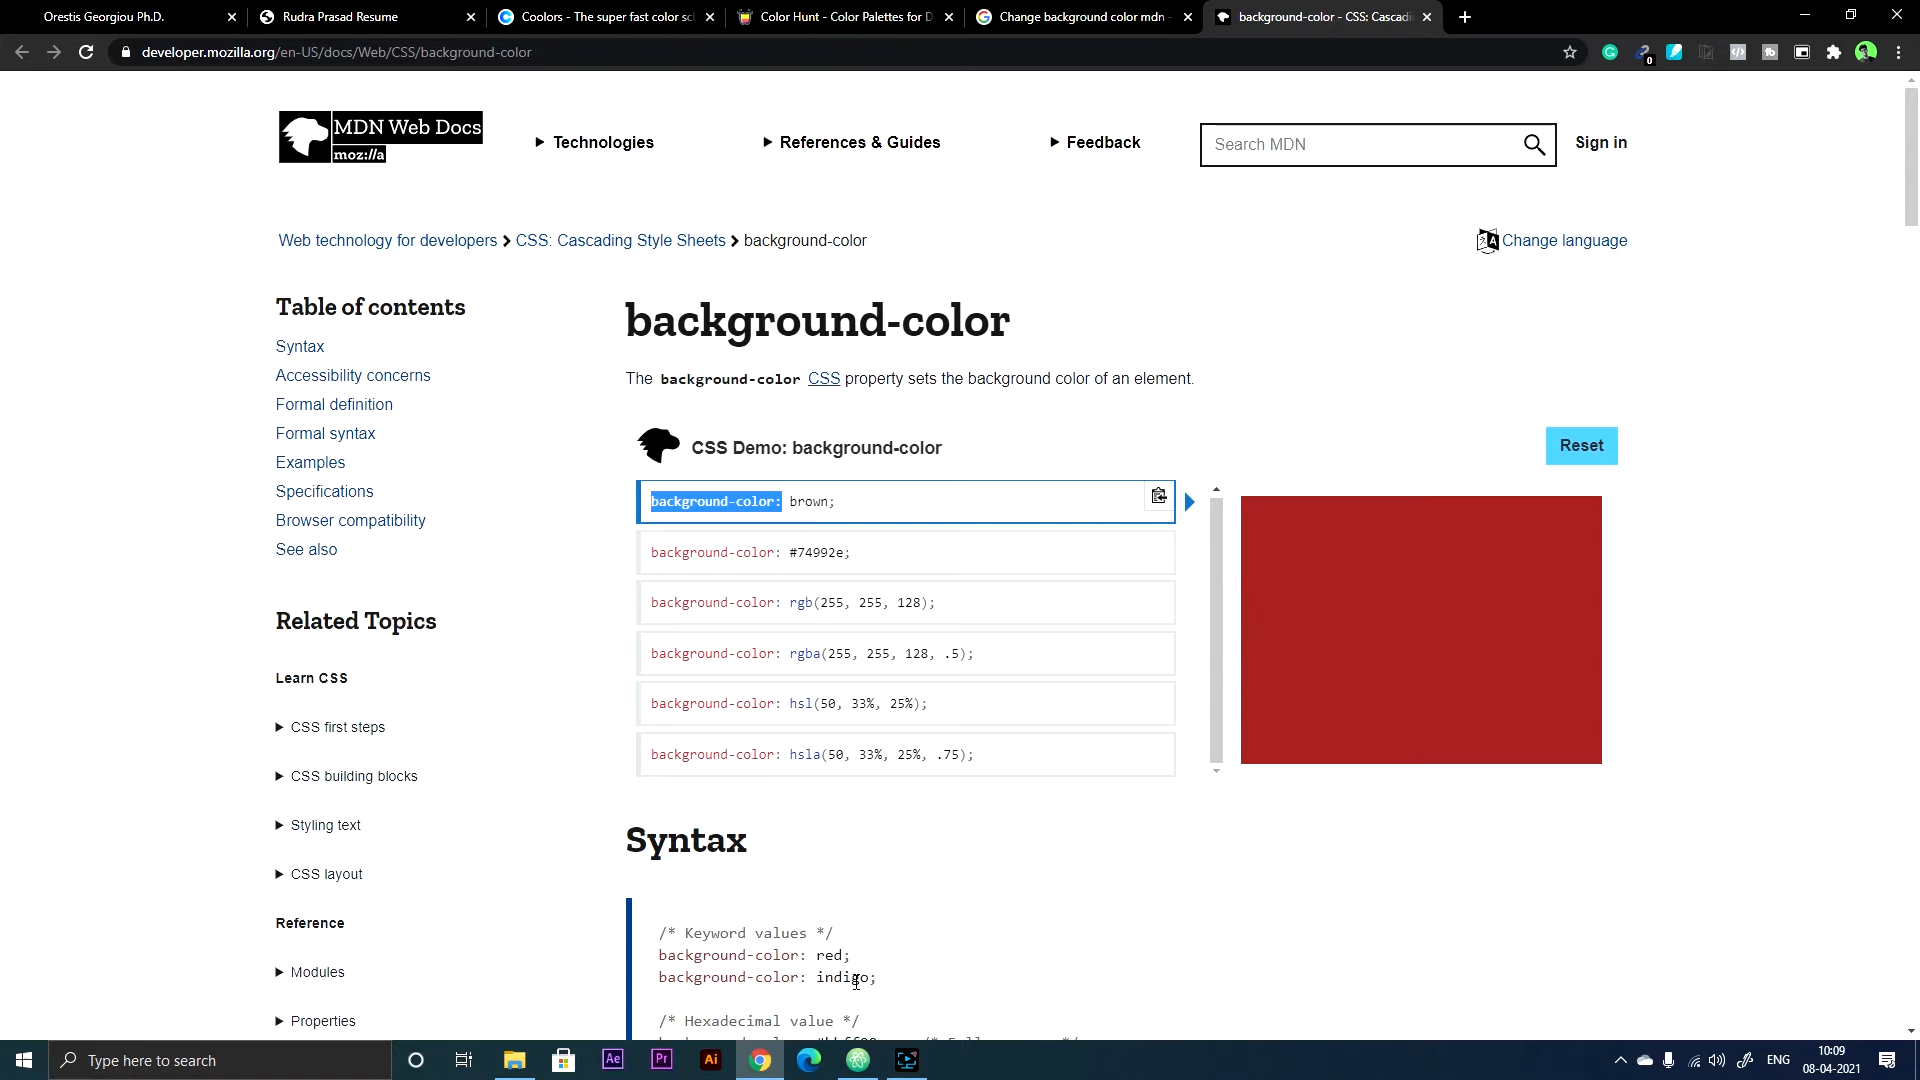 Orestis Georgiou Ph.D.
Rudra Prasad Resume
Coolors - The super fast color sc
Color Hunt - Color Palettes for D
Change background color mdn -
background-color - CSS: Cascadi
developer.mozilla.org/en-US/docs/Web/CSS/background-color
0
MDN Web Docs
moz://a
Technologies
References & Guides
Feedback
Search MDN
Sign in
Web technology for developers
CSS: Cascading Style Sheets
background-color
Change language
Table of contents
Syntax
Accessibility concerns
Formal definition
Formal syntax
Examples
Specifications
Browser compatibility
See also
Related Topics
Learn CSS
CSS first steps
CSS building blocks
Styling text
CSS layout
Reference
Modules
Properties
background-color
The background-color CSS property sets the background color of an element.
CSS Demo: background-color
Reset
background-color: brown;
background-color: #74992e;
background-color: rgb(255, 255, 128);
background-color: rgba(255, 255, 128, .5);
background-color: hsl(50, 33%, 25%);
background-color: hsla(50, 33%, 25%, .75);
Syntax
/* Keyword values */
background-color: red;
background-color: indigo;
/* Hexadecimal value */
Type here to search
Ae
Pr
Ai
ENG
10:09
08-04-2021